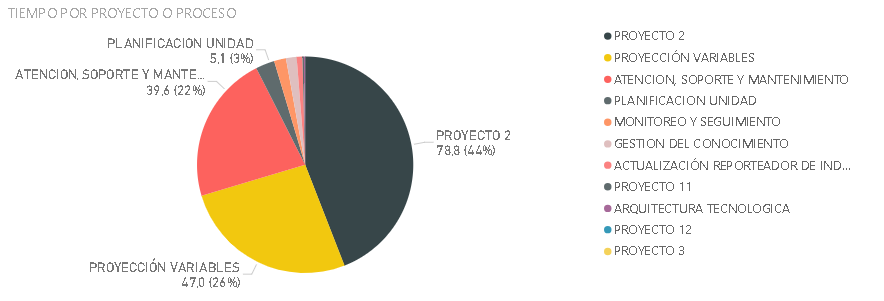 TIEMPO POR PROYECTO O PROCESO
PLANIFICACION UNIDAD
5,1 (3%)
ATENCION, SOPORTE Y MANTE...
39,6 (22%)
PROYECTO 2
78,8 (44%)
PROYECCIÓN VARIABLES
47,0 (26%)
PROYECTO 2
PROYECCIÓN VARIABLES
ATENCION, SOPORTE Y MANTENIMIENTO
PLANIFICACION UNIDAD
MONITOREO Y SEGUIMIENTO
GESTION DEL CONOCIMIENTO
ACTUALIZACIÓN REPORTEADOR DE IND...
PROYECTO 11
ARQUITECTURA TECNOLOGICA
PROYECTO 12
PROYECTO 3